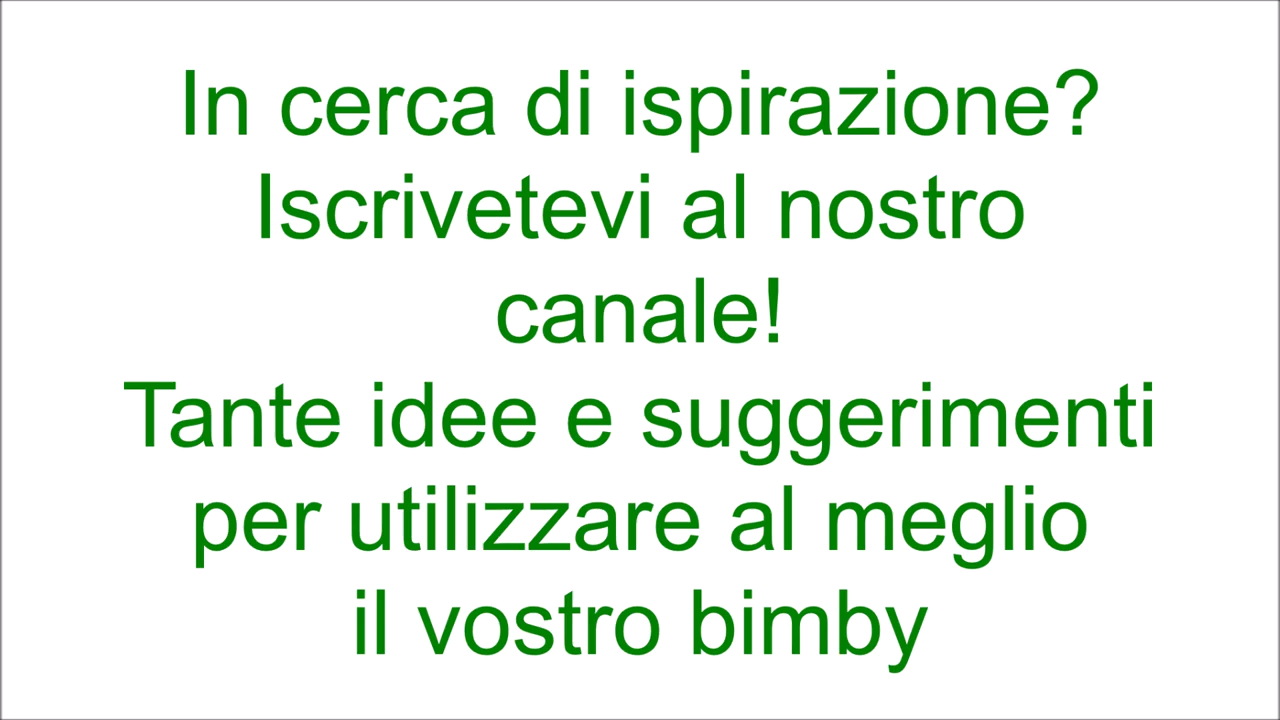 In cerca di ispirazione?
Iscrivetevi al nostro
canale!
Tante idee e suggerimenti
per utilizzare al meglio
il vostro bimby